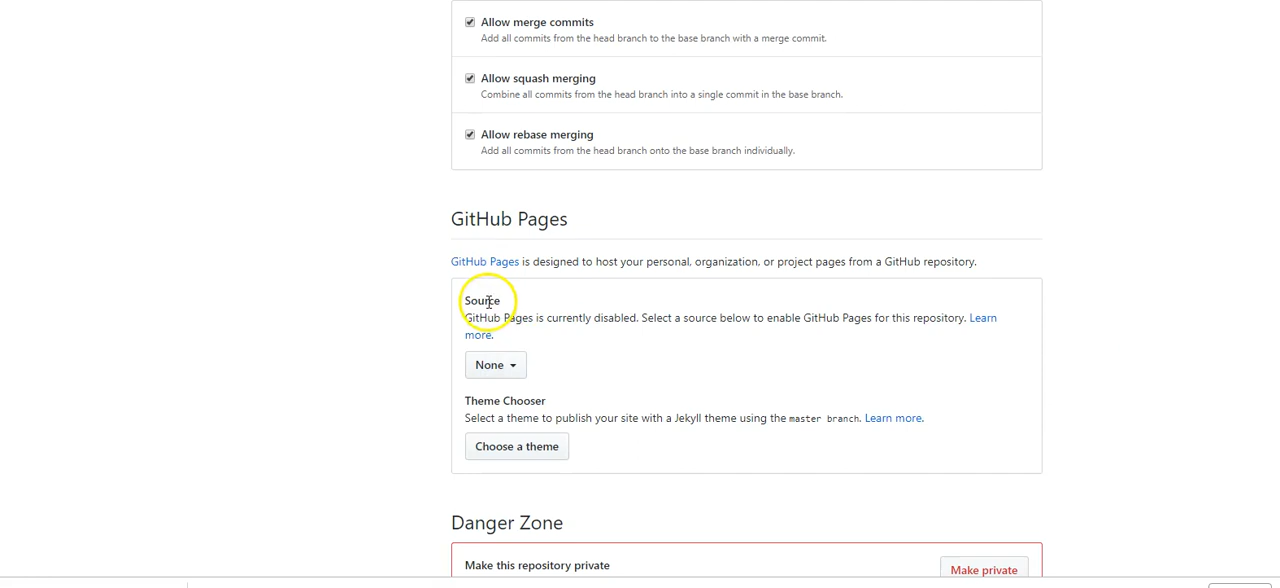 Allow merge commits
Add all commits from the head branch to the base branch with a merge commit.
Allow squash merging
Combine all commits from the head branch into a single commit in the base branch.
Allow rebase merging
Add all commits from the head branch onto the base branch individually.
GitHub Pages
GitHub Pages is designed to host your personal, organization, or project pages from a GitHub repository.
Source
GitHub Pages is currently disabled. Select a source below to enable GitHub Pages for this repository. Learn
more.
None
Theme Chooser
Select a theme to publish your site with a Jekyll theme using the master branch. Learn more.
Choose a theme
Danger Zone
Make this repository private
Make private